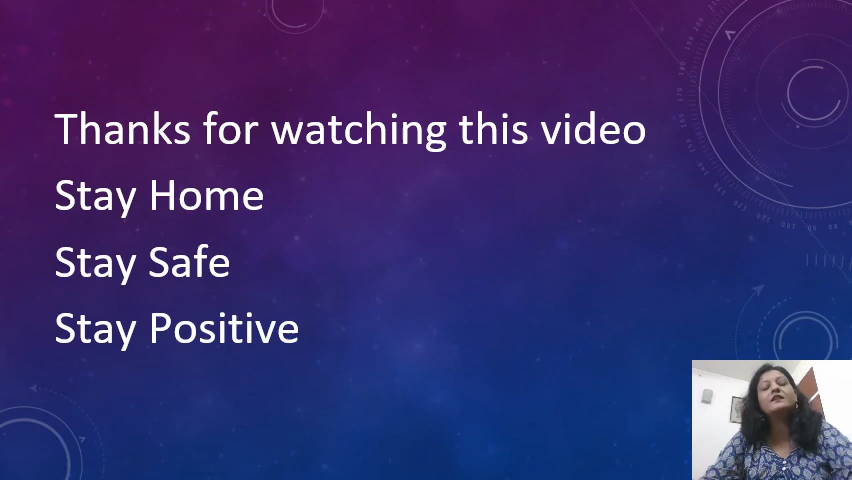 Thanks for watching this video
Stay Home
Stay Safe
Stay Positive